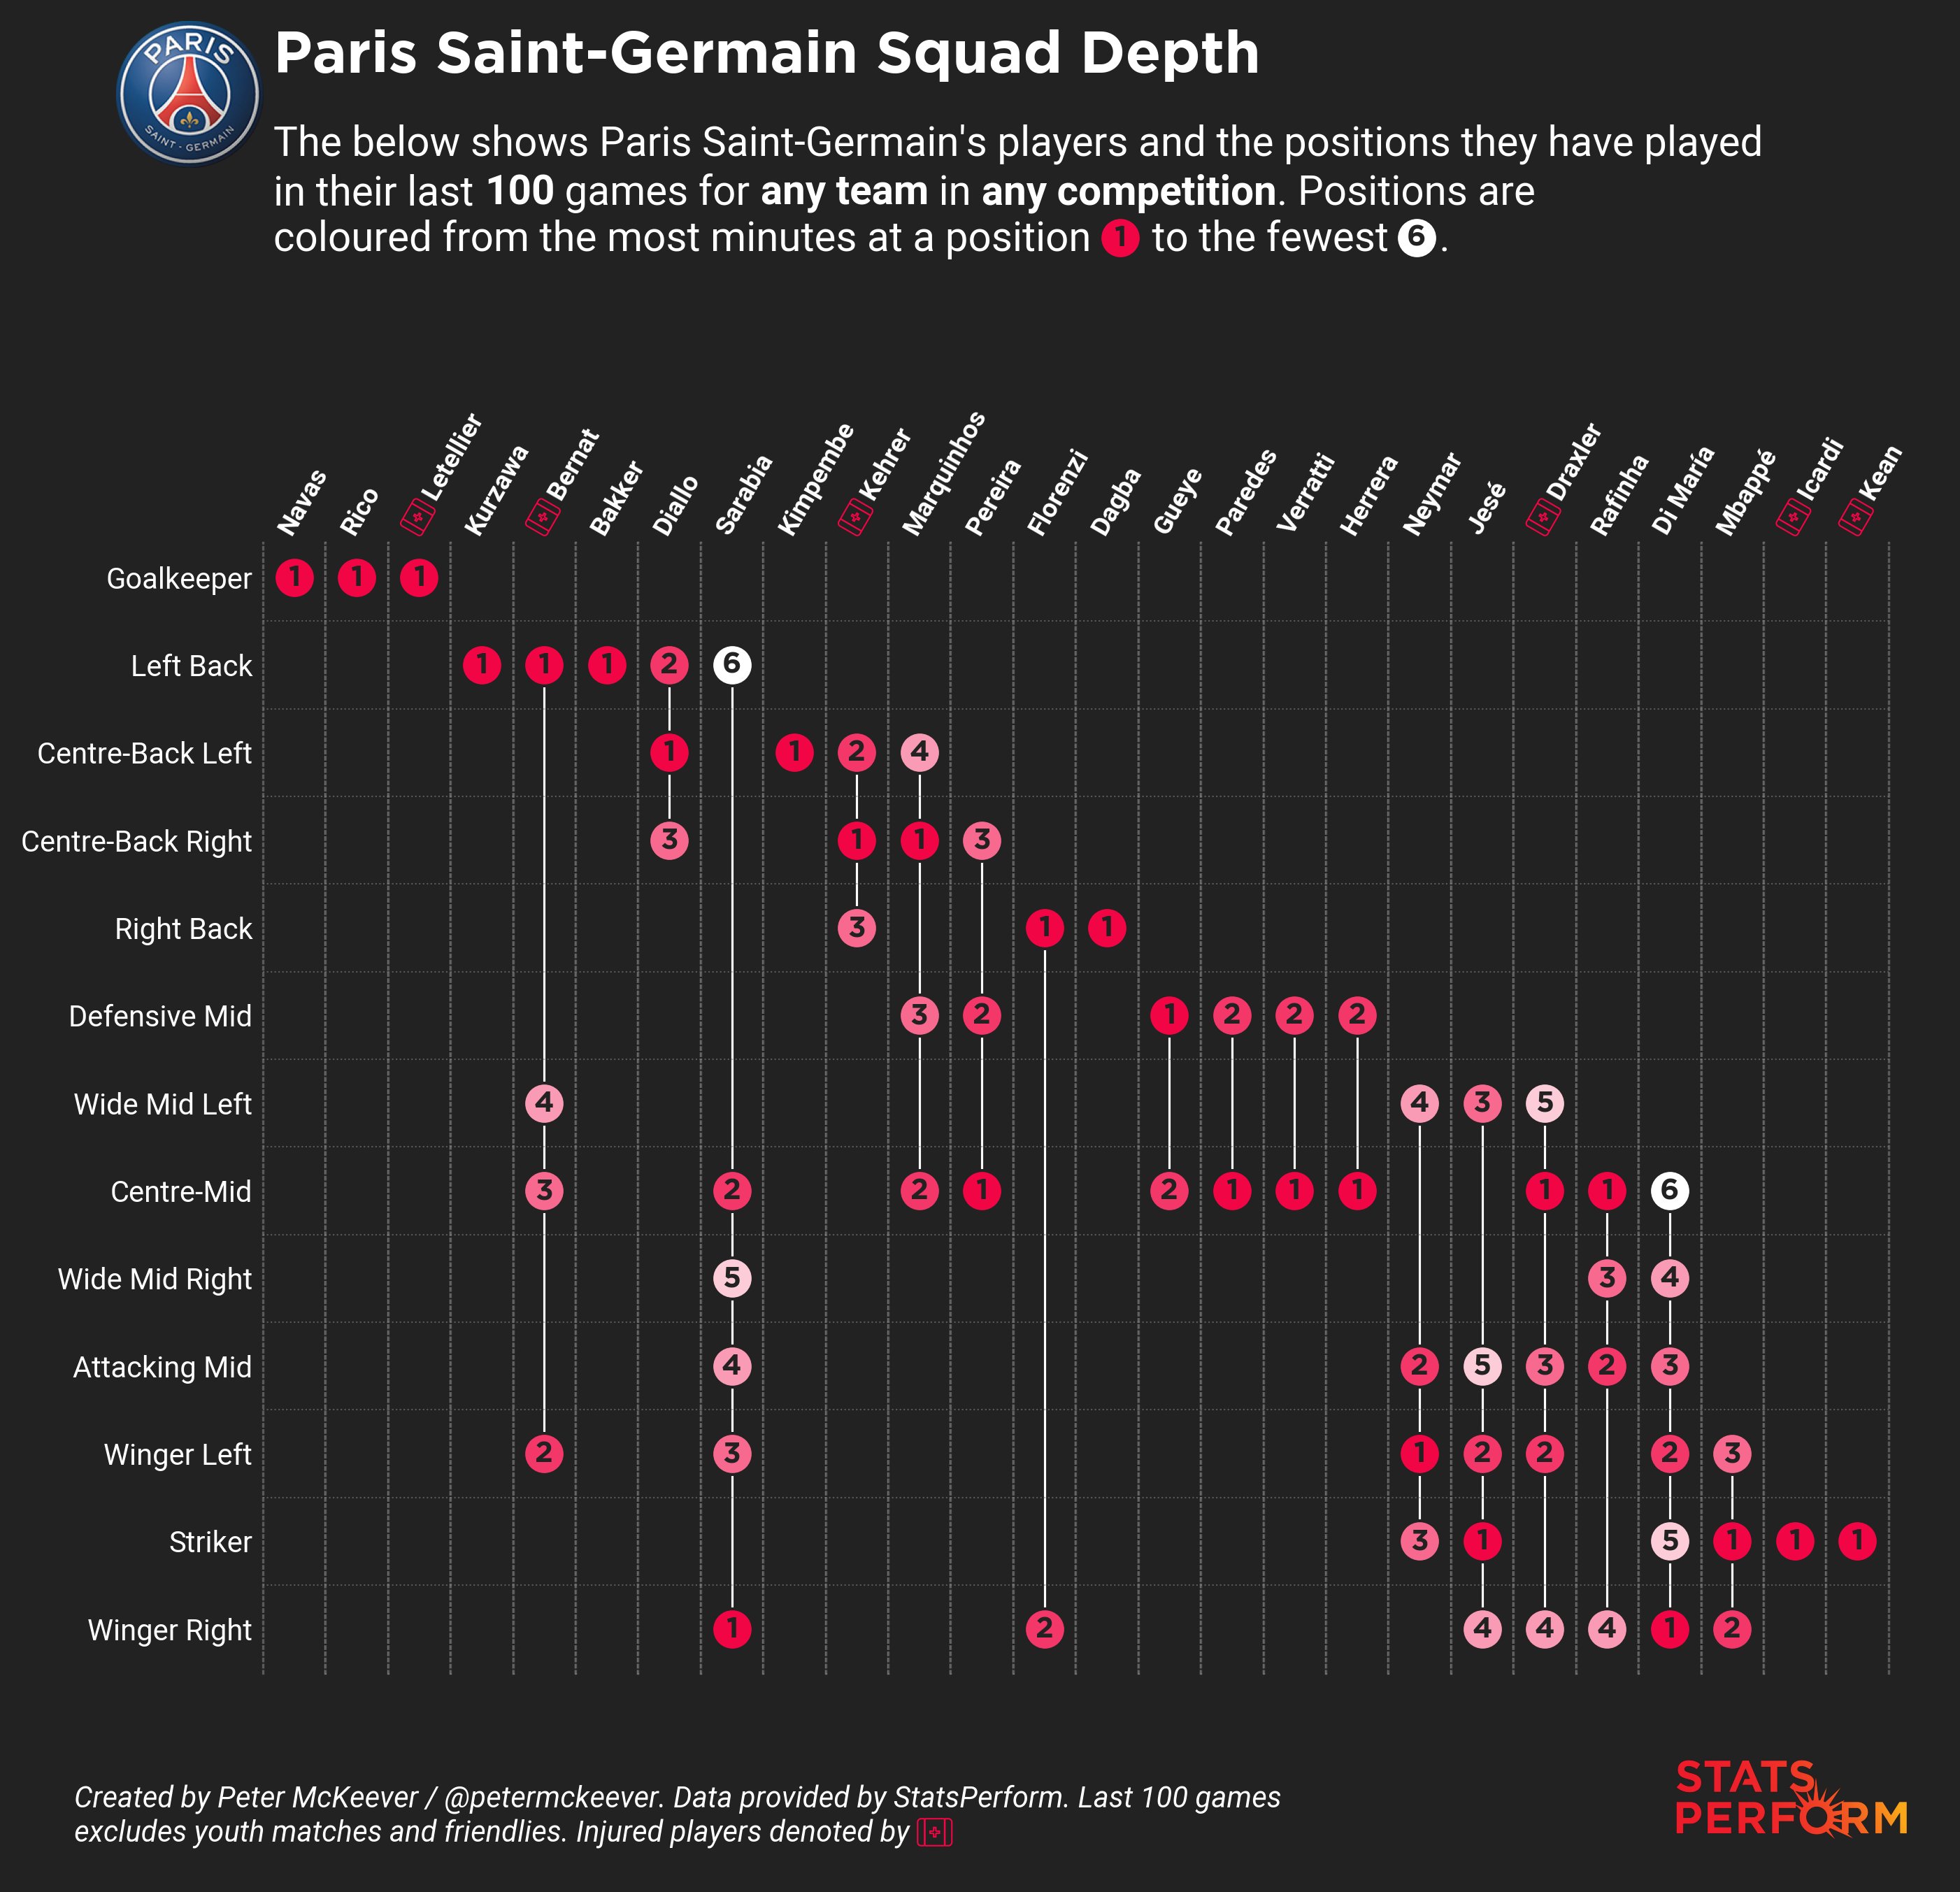 PARIS
SAINT - GERMAIN
Paris Saint-Germain Squad Depth
The below shows Paris Saint-Germain's players and the positions they have played
in their last 100 games for any team in any competition. Positions are
coloured from the most minutes at a position 1 to the fewest 6.
Navas Rico Letellier Kurzawa Bernat Bakker Diallo Sarabia Kimpembe Kehrer Marquinhos Pereira Florenzi Dagba Gueye Paredes Verratti Herrera Neymar Jesé Draxler Rafinha Di María Mbappé Icardi Kean
Goalkeeper 1 1 1
Left Back 1 1 1 2 6
Centre-Back Left 1 1 2 4
Centre-Back Right 3 1 1 3
Right Back 3 1 1
Defensive Mid 3 2 1 2 2 2
Wide Mid Left 4 4 3 5
Centre-Mid 3 2 2 1 2 1 1 1 1 1 6
Wide Mid Right 5 3 4
Attacking Mid 4 2 5 3 2 3
Winger Left 2 3 1 2 2 2 3
Striker 3 1 5 1 1 1
Winger Right 1 2 4 4 4 1 2
Created by Peter McKeever / @petermckeever. Data provided by StatsPerform. Last 100 games
excludes youth matches and friendlies. Injured players denoted by
STATS
PERFORM